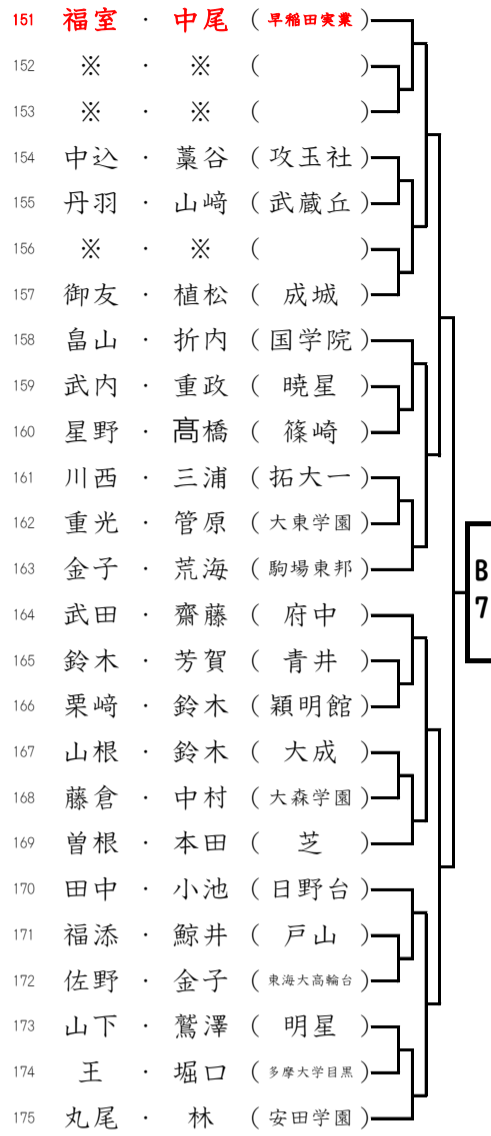 151 福室 ・ 中尾 (早稲田実業)
152 ※ ・ ※ ( )
153 ※ ・ ※ ( )
154 中込 ・ 藁谷 (攻玉社)
155 丹羽 ・ 山﨑 (武蔵丘)
156 ※ ・ ※ ( )
157 御友 ・ 植松 (成城)
158 畠山 ・ 折内 (国学院)
159 武内 ・ 重政 (暁星)
160 星野 ・ 髙橋 (篠崎)
161 川西 ・ 三浦 (拓大一)
162 重光 ・ 管原 (大東学園)
163 金子 ・ 荒海 (駒場東邦)
164 武田 ・ 齋藤 (府中)
165 鈴木 ・ 芳賀 (青井)
166 栗﨑 ・ 鈴木 (穎明館)
167 山根 ・ 鈴木 (大成)
168 藤倉 ・ 中村 (大森学園)
169 曽根 ・ 本田 (芝)
170 田中 ・ 小池 (日野台)
171 福添 ・ 鯨井 (戸山)
172 佐野 ・ 金子 (東海大高輪台)
173 山下 ・ 鷲澤 (明星)
174 王 ・ 堀口 (多摩大学目黒)
175 丸尾 ・ 林 (安田学園)
B
7